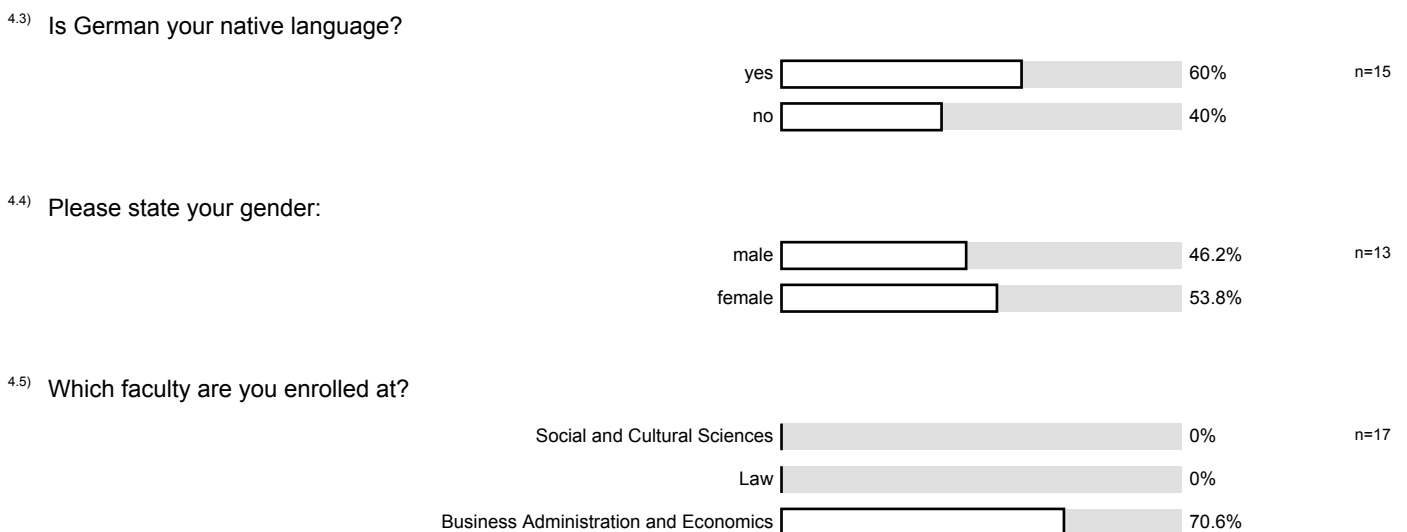 4.3) Is German your native language?
yes 60% n=15
no 40%
4.4) Please state your gender:
male 46.2% n=13
female 53.8%
4.5) Which faculty are you enrolled at?
Social and Cultural Sciences 0% n=17
Law 0%
Business Administration and Economics 70.6%